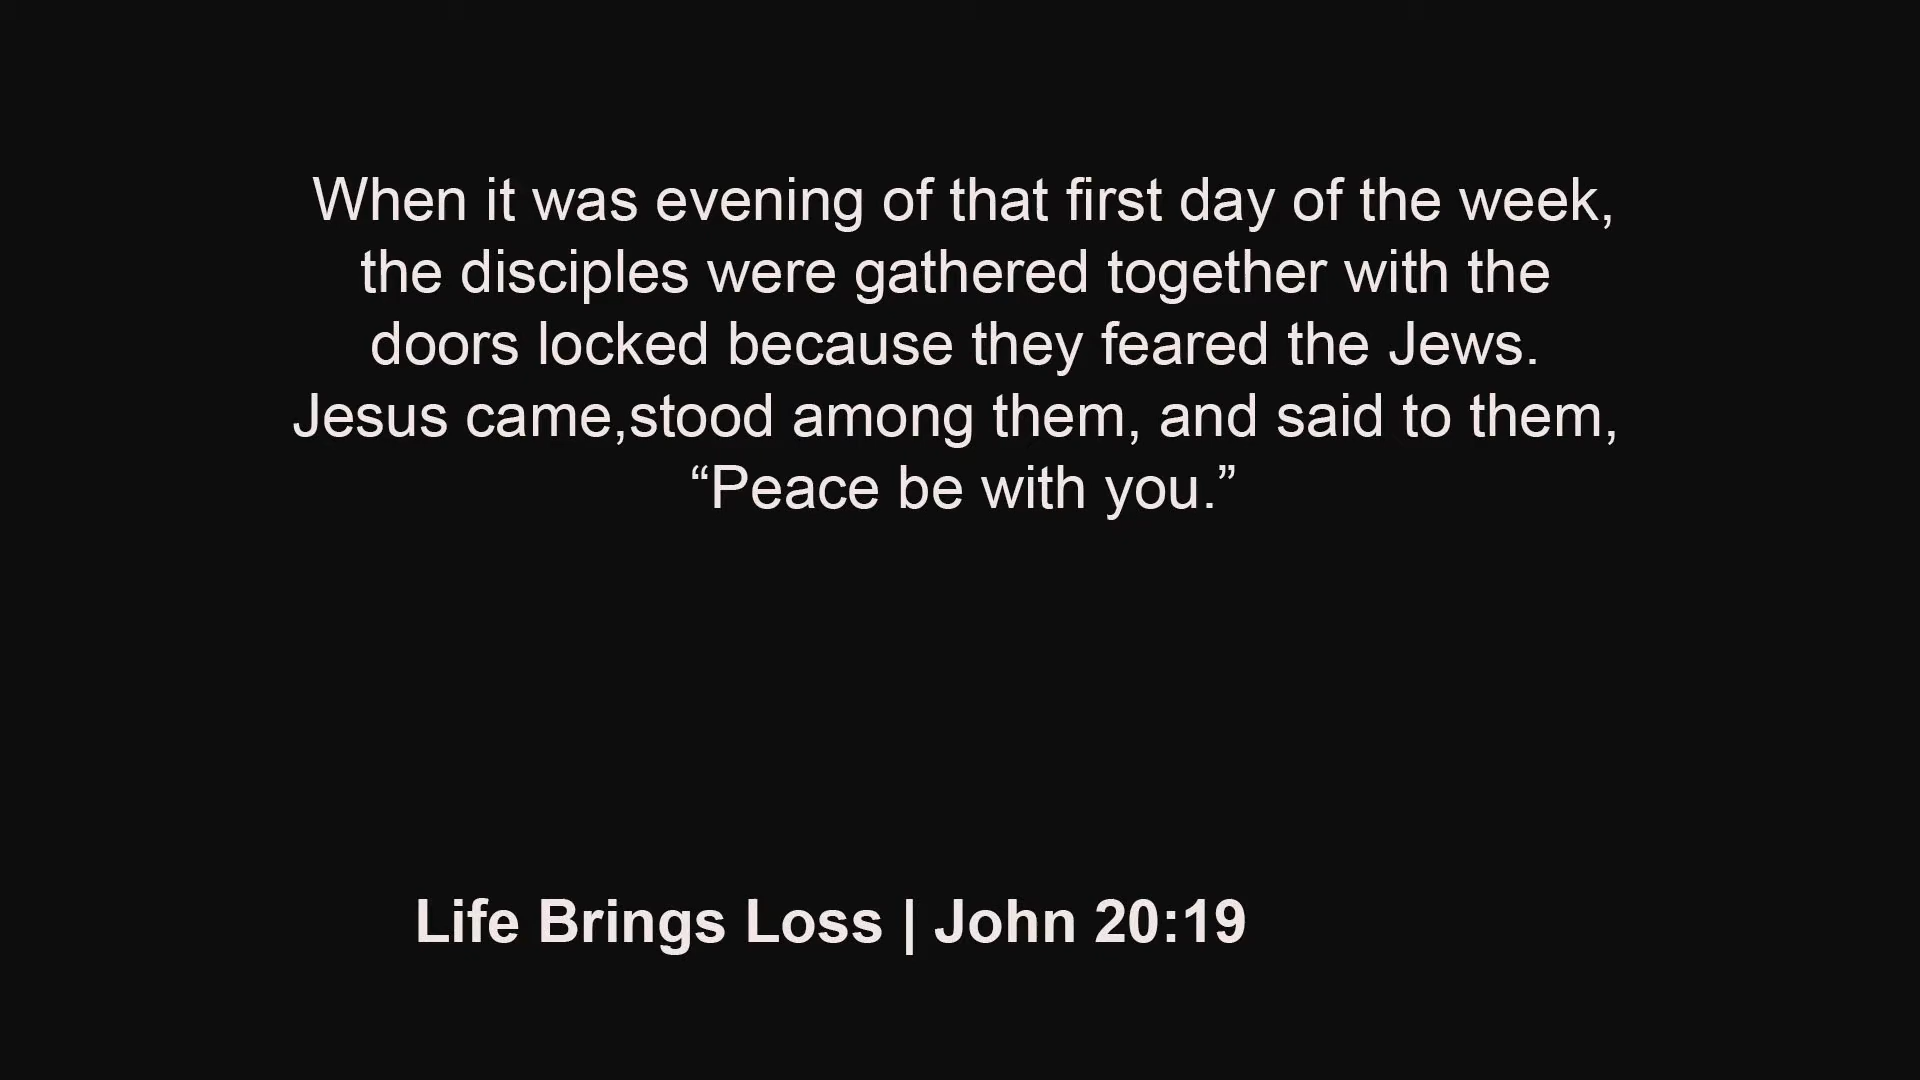 When it was evening of that first day of the week,
the disciples were gathered together with the
doors locked because they feared the Jews.
Jesus came,stood among them, and said to them,
“Peace be with you.”
Life Brings Loss | John 20:19